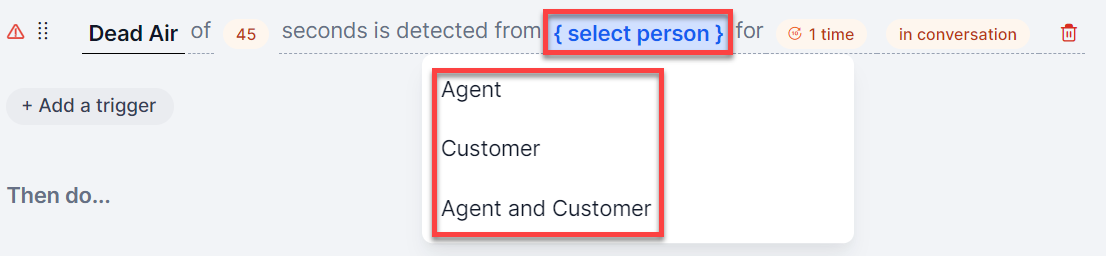 Dead Air of 45 seconds is detected from { select person } for 1 time in conversation
Agent
+ Add a trigger
Customer
Then do...
Agent and Customer